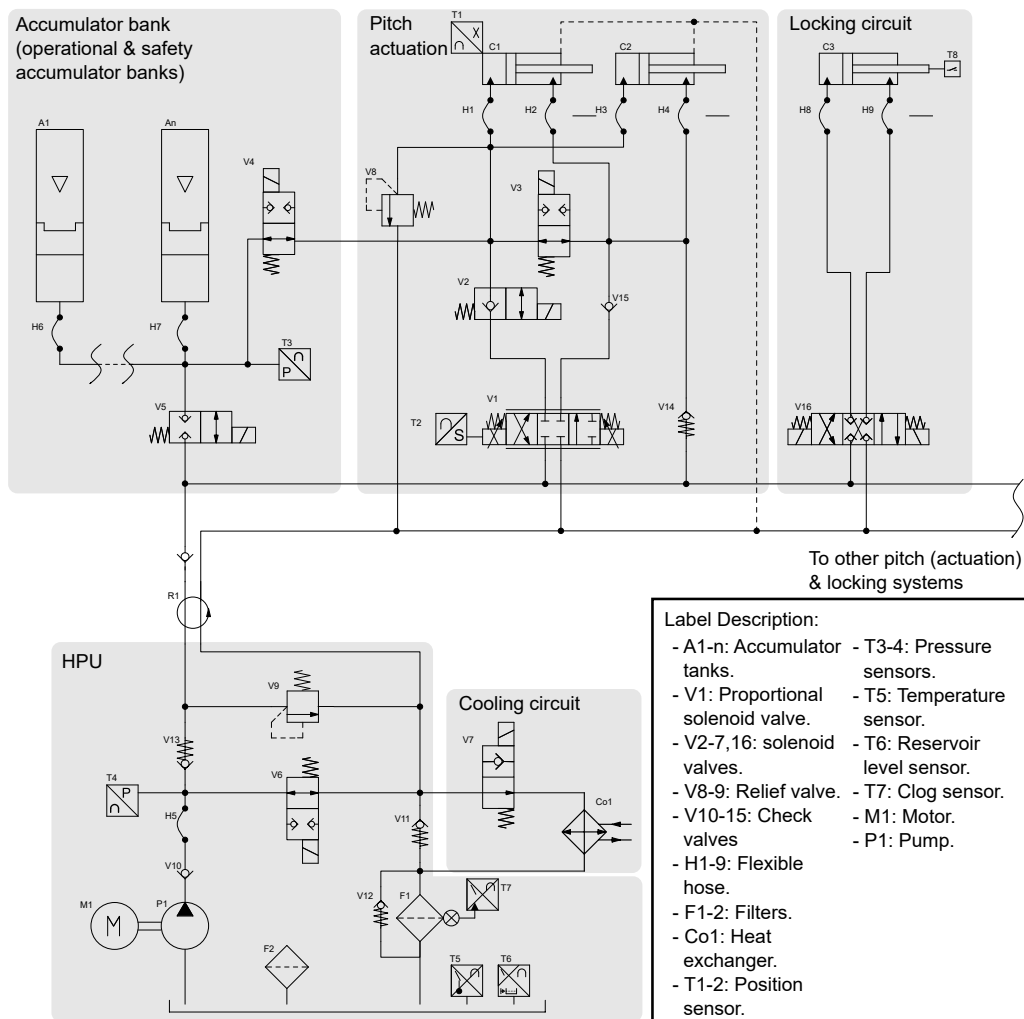 Accumulator bank
(operational & safety
accumulator banks)
Pitch
actuation
Locking circuit
T1
X
C1
C2
C3
T8
H1
H2
H3
H4
H8
H9
A1
An
V4
V8
V3
V2
V15
H6
H7
T3
P
V5
V1
T2
S
V14
V16
To other pitch (actuation)
& locking systems
R1
HPU
V9
Cooling circuit
V13
V7
T4
P
V6
Co1
H5
V11
V10
V12
F1
T7
M1
M
P1
F2
T5
T6
Label Description:
- A1-n: Accumulator
tanks.
- V1: Proportional
solenoid valve.
- V2-7,16: solenoid
valves.
- V8-9: Relief valve.
- V10-15: Check
valves
- H1-9: Flexible
hose.
- F1-2: Filters.
- Co1: Heat
exchanger.
- T1-2: Position
sensor.
- T3-4: Pressure
sensors.
- T5: Temperature
sensor.
- T6: Reservoir
level sensor.
- T7: Clog sensor.
- M1: Motor.
- P1: Pump.